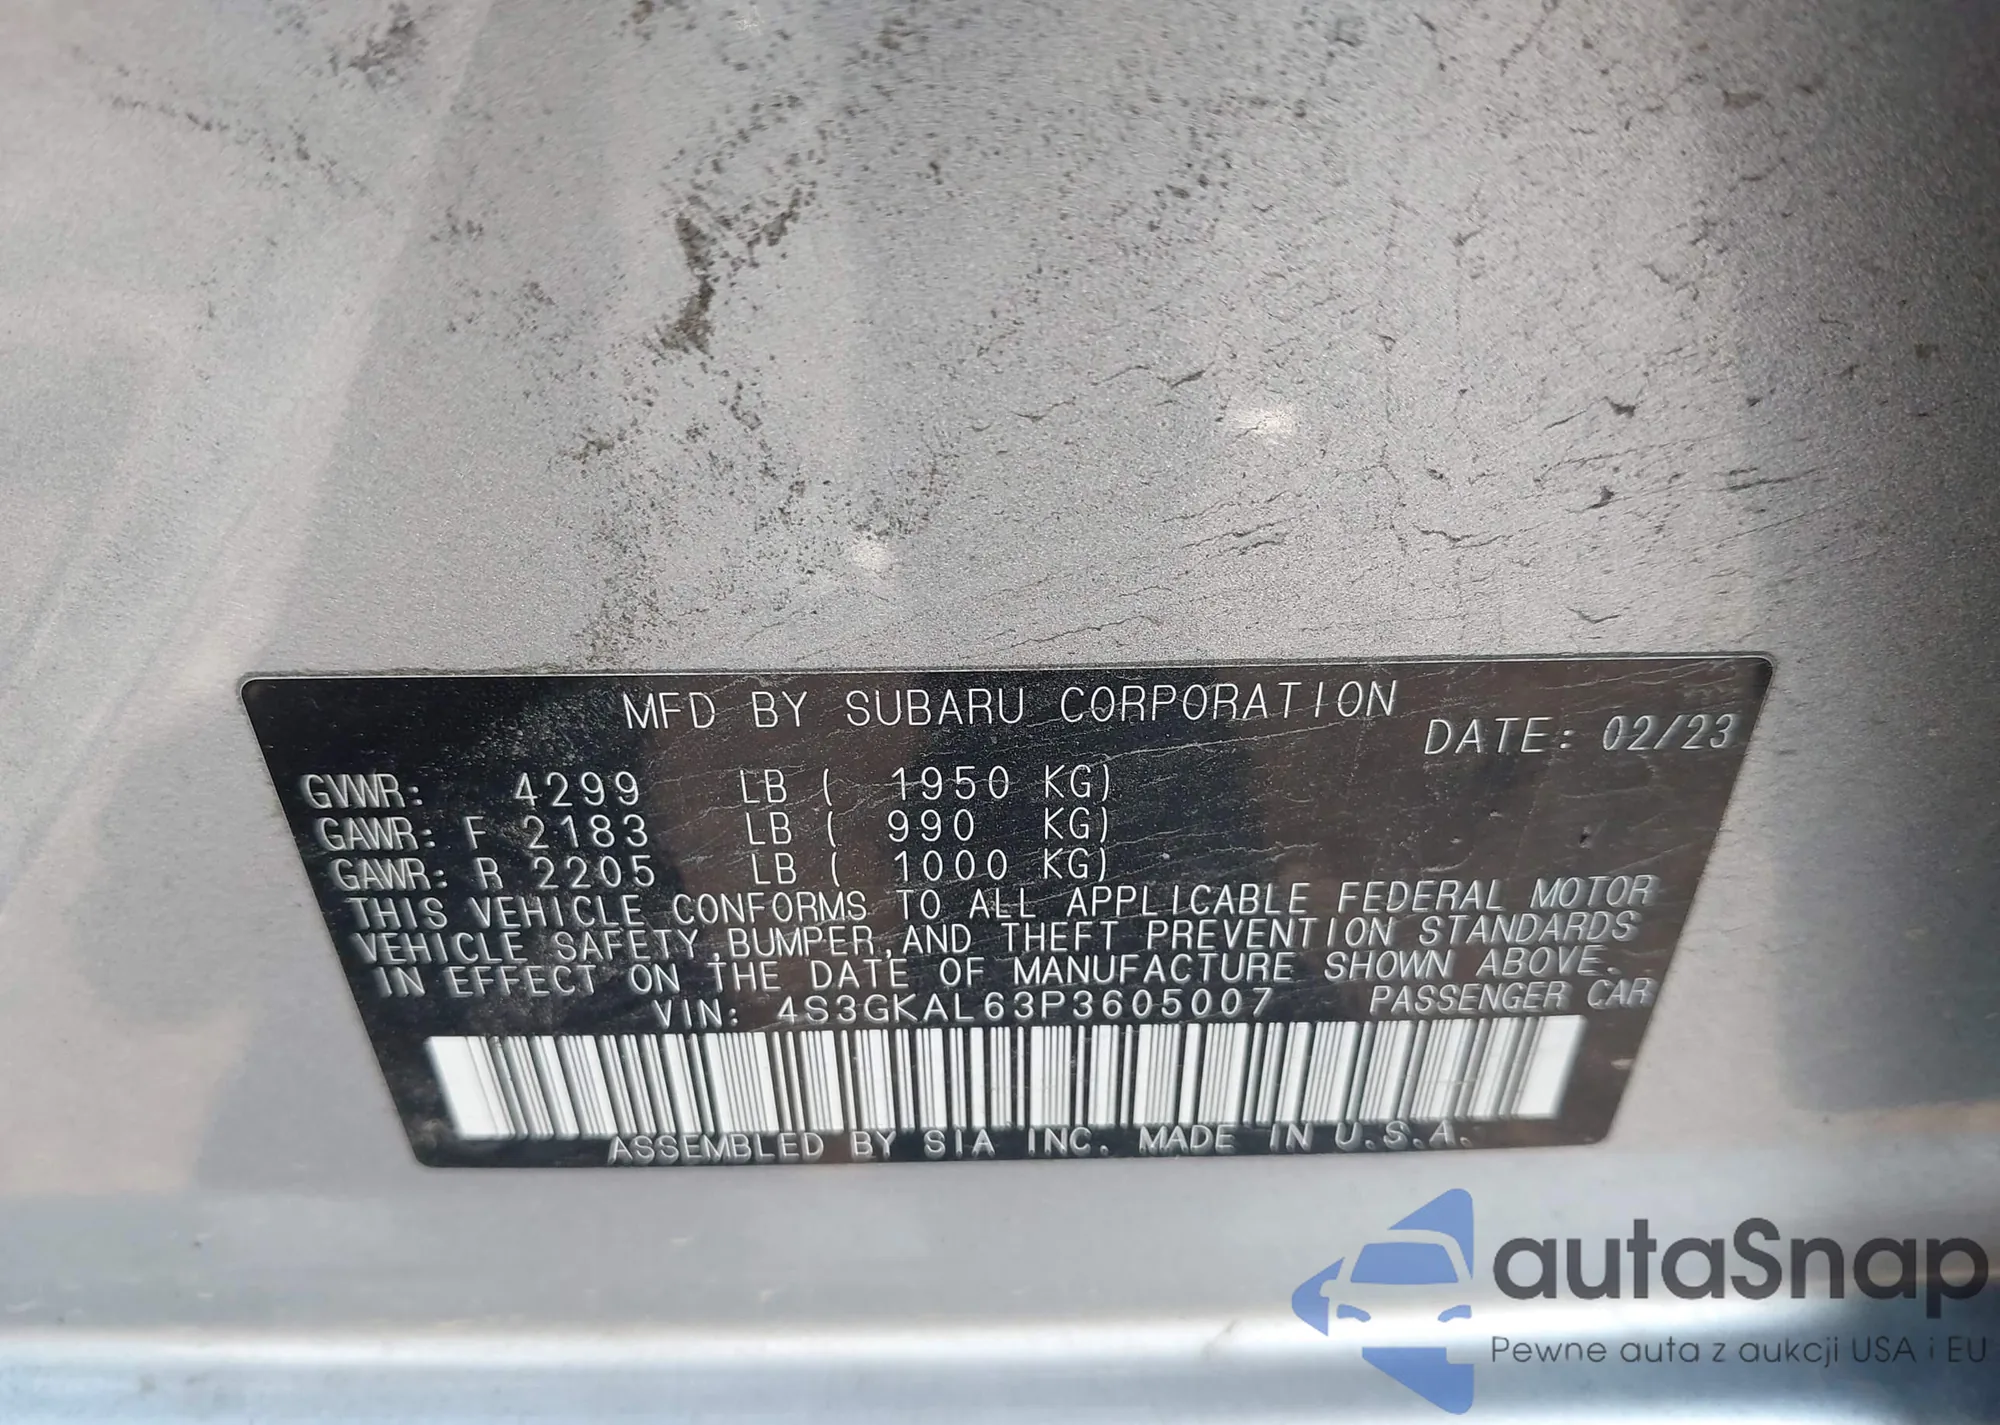 MFD BY SUBARU CORPORATION
DATE: 02/23
GVWR: 4299 LB ( 1950 KG)
GAWR: F 2183 LB ( 990 KG)
GAWR: R 2205 LB ( 1000 KG)
THIS VEHICLE CONFORMS TO ALL APPLICABLE FEDERAL MOTOR
VEHICLE SAFETY,BUMPER,AND THEFT PREVENTION STANDARDS
IN EFFECT ON THE DATE OF MANUFACTURE SHOWN ABOVE.
VIN: 4S3GKAL63P3605007 PASSENGER CAR
ASSEMBLED BY SIA INC. MADE IN U.S.A.
autaSnap
Pewne auta z aukcji USA i EU